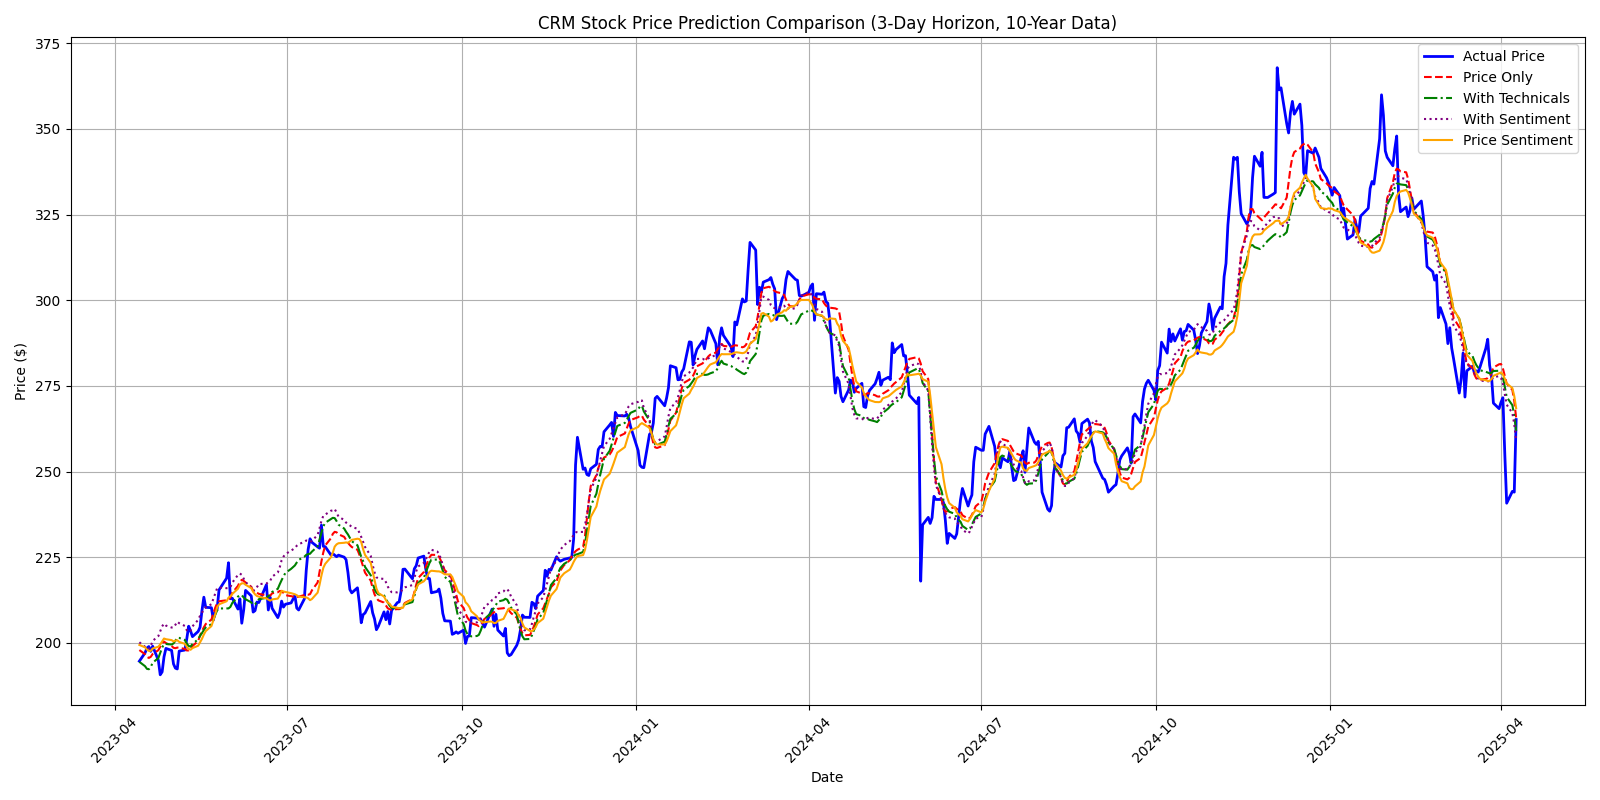 CRM Stock Price Prediction Comparison (3-Day Horizon, 10-Year Data)
375
350
325
300
275
250
225
200
Price ($)
Actual Price
Price Only
With Technicals
With Sentiment
Price Sentiment
2023-04
2023-07
2023-10
2024-01
2024-04
2024-07
2024-10
2025-01
2025-04
Date